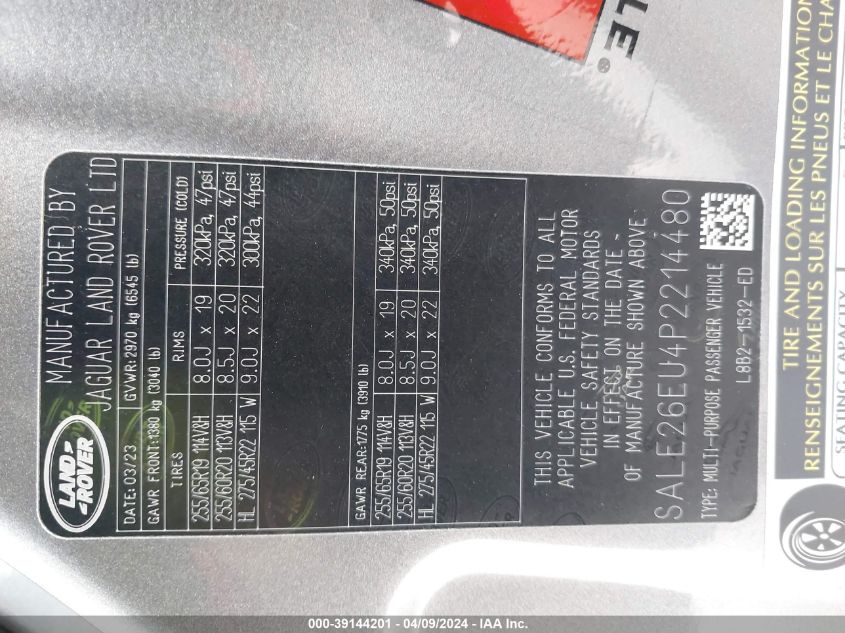 LE®
MANUFACTURED BY
JAGUAR LAND ROVER LTD
LAND-
-ROVER
DATE: 03/23 GVWR: 2970 kg (6545 lb)
GAWR FRONT: 1380 kg (3040 lb)
TIRES RIMS PRESSURE (COLD)
255/65R19 114V&H 8.0J x 19 320kPa, 47psi
255/60R20 113V&H 8.5J x 20 320kPa, 47psi
HL 275/45R22 115 W 9.0J x 22 300kPa, 44psi
GAWR REAR: 1775 kg (3910 lb)
255/65R19 114V&H 8.0J x 19 340kPa, 50psi
255/60R20 113V&H 8.5J x 20 340kPa, 50psi
HL 275/45R22 115 W 9.0J x 22 340kPa, 50psi
THIS VEHICLE CONFORMS TO ALL
APPLICABLE U.S. FEDERAL MOTOR
VEHICLE SAFETY STANDARDS
IN EFFECT ON THE DATE -
OF MANUFACTURE SHOWN ABOVE:
SALE26EU4P2214480
TYPE: MULTI-PURPOSE PASSENGER VEHICLE
L8B2-1532-ED
TIRE AND LOADING INFORMATION
RENSEIGNEMENTS SUR LES PNEUS ET LE CHA
SEATING CAPACITY
000-39144201 - 04/09/2024 - IAA Inc.